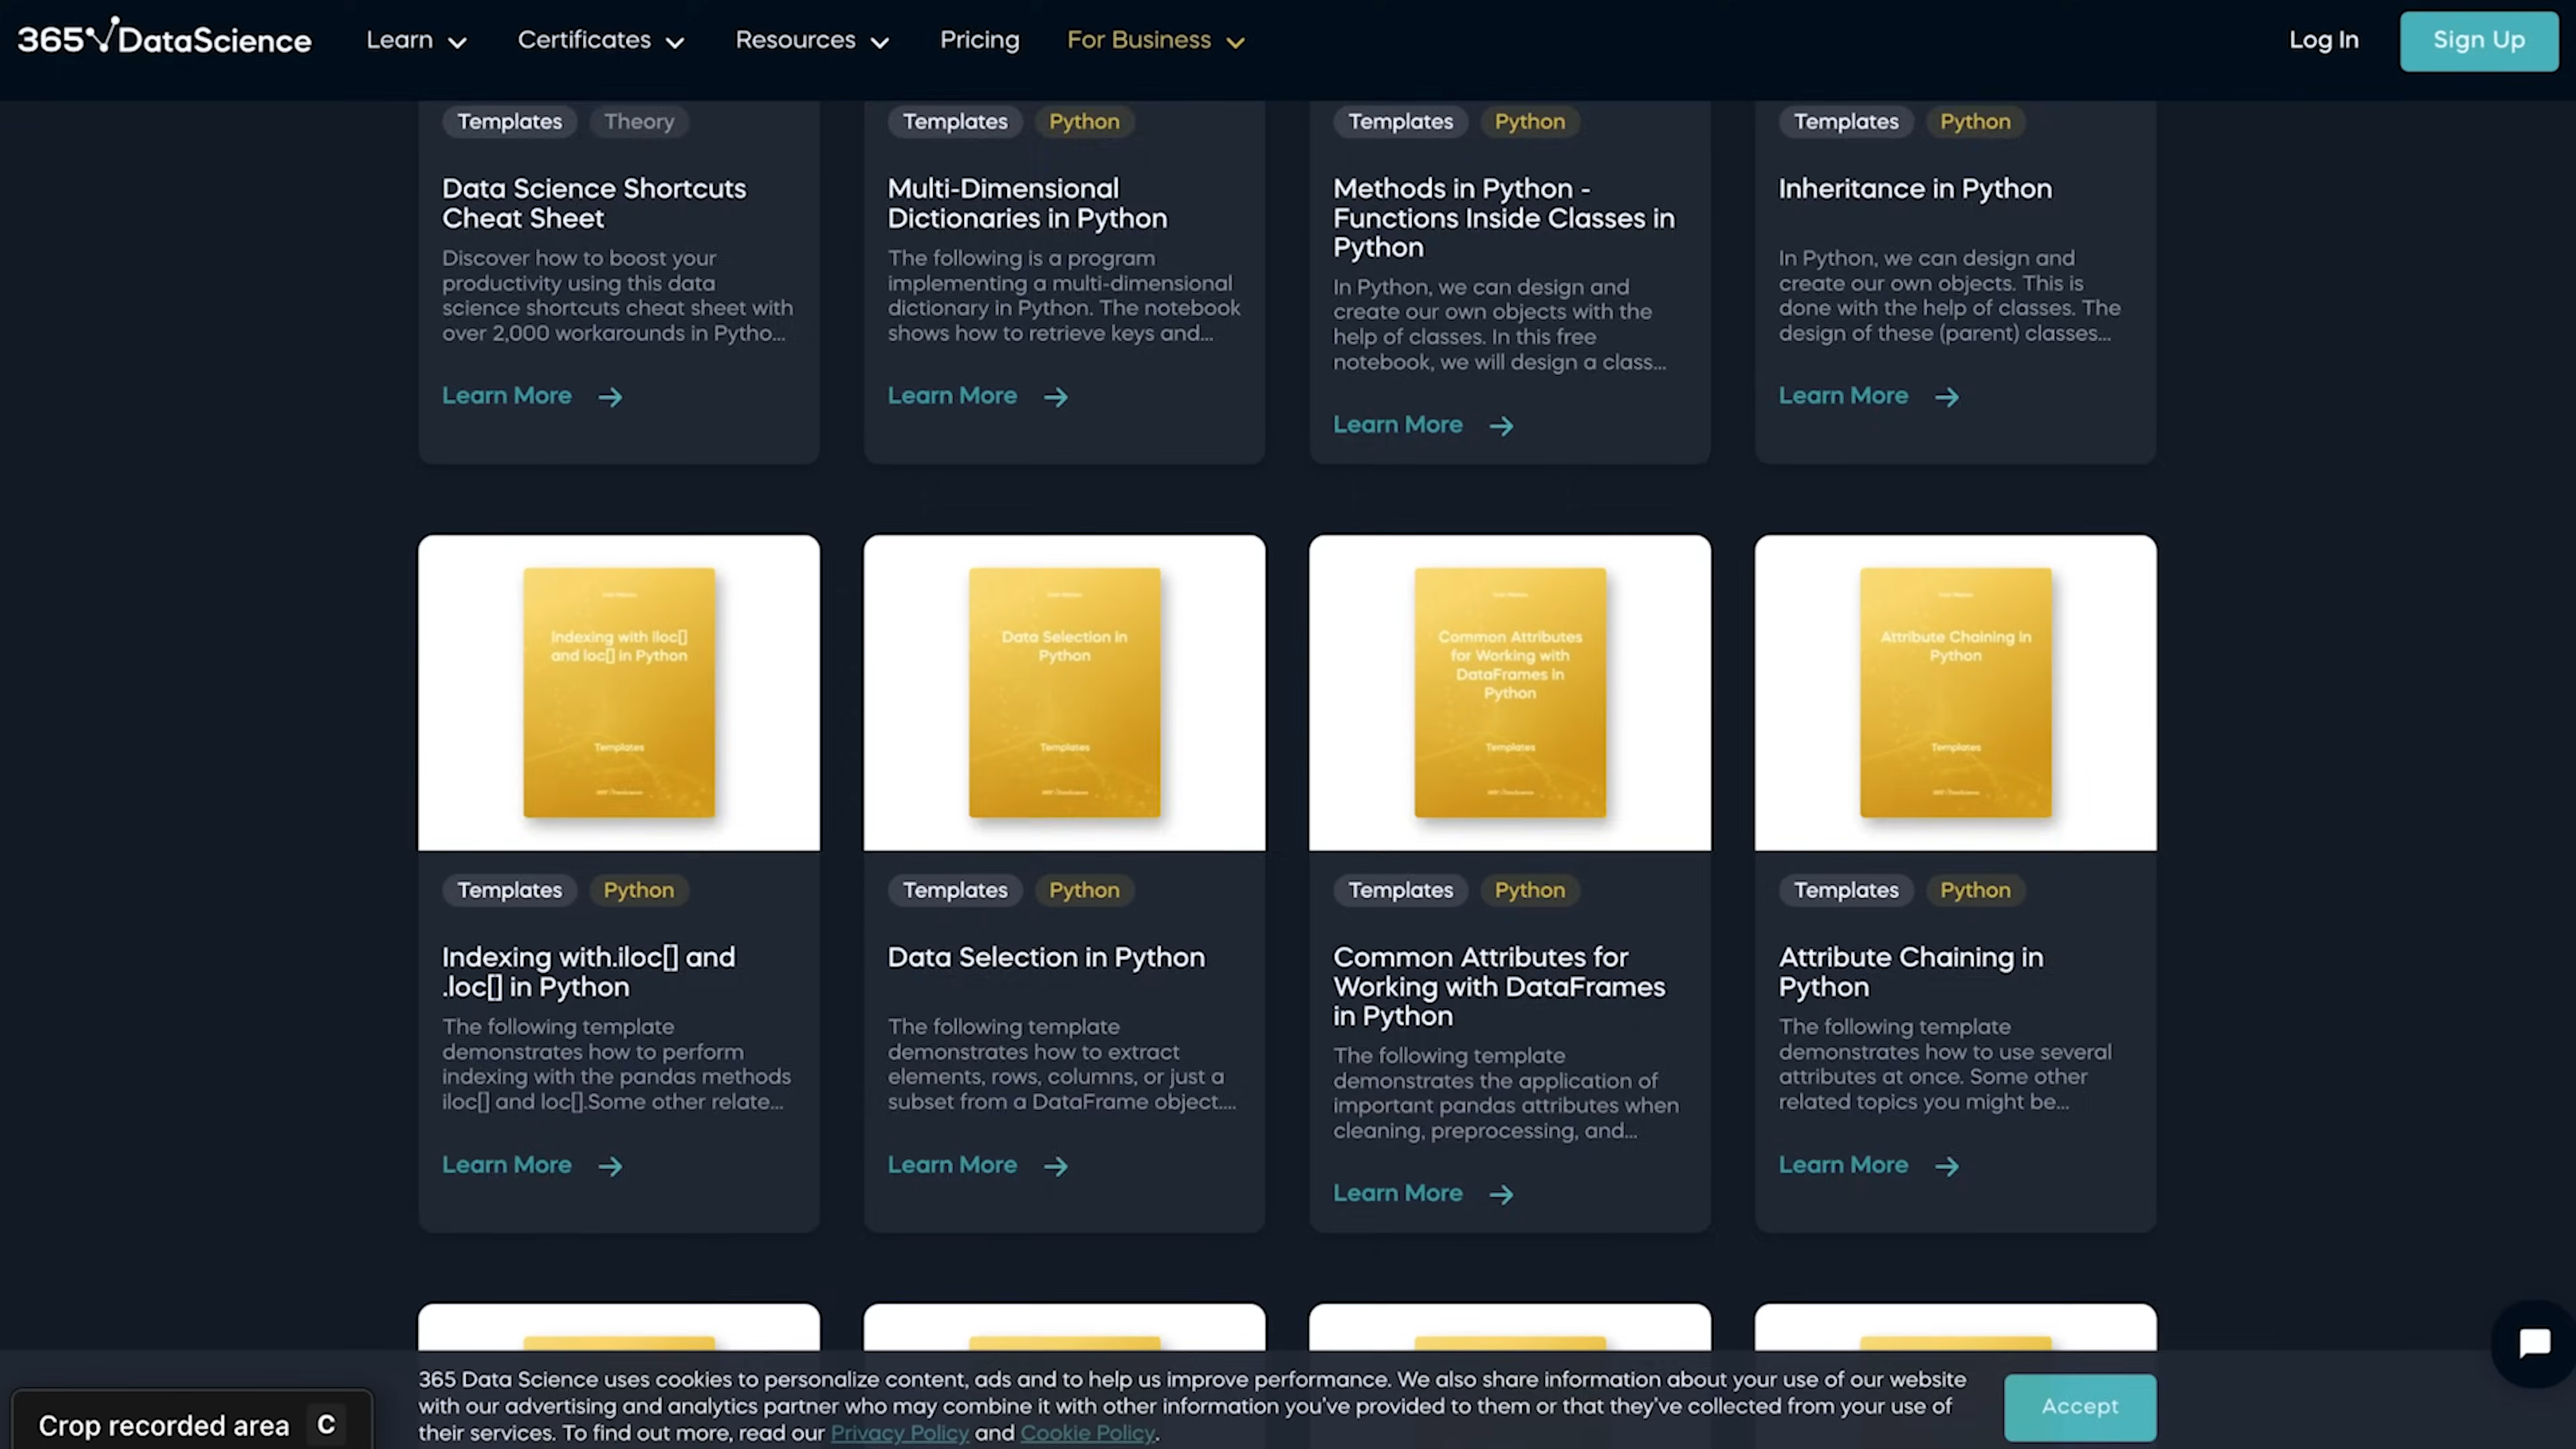 365 DataScience Learn Certificates Resources Pricing For Business Log In Sign Up
Templates Theory
Data Science Shortcuts
Cheat Sheet
Discover how to boost your
productivity using this data
science shortcuts cheat sheet with
over 2,000 workarounds in Pytho...
Learn More →
Templates Python
Multi-Dimensional
Dictionaries in Python
The following is a program
implementing a multi-dimensional
dictionary in Python. The notebook
shows how to retrieve keys and...
Learn More →
Templates Python
Methods in Python -
Functions Inside Classes in
Python
In Python, we can design and
create our own objects with the
help of classes. In this free
notebook, we will design a class...
Learn More →
Templates Python
Inheritance in Python
In Python, we can design and
create our own objects. This is
done with the help of classes. The
design of these (parent) classes...
Learn More →
Indexing with iloc[]
and loc[] in Python
Templates
365 DataScience
Templates Python
Indexing with.iloc[] and
.loc[] in Python
The following template
demonstrates how to perform
indexing with the pandas methods
iloc[] and loc[].Some other relate...
Learn More →
Data Selection in
Python
Templates
365 DataScience
Templates Python
Data Selection in Python
The following template
demonstrates how to extract
elements, rows, columns, or just a
subset from a DataFrame object....
Learn More →
Common Attributes
for Working with
DataFrames in
Python
Templates
365 DataScience
Templates Python
Common Attributes for
Working with DataFrames
in Python
The following template
demonstrates the application of
important pandas attributes when
cleaning, preprocessing, and...
Learn More →
Attribute Chaining in
Python
Templates
365 DataScience
Templates Python
Attribute Chaining in
Python
The following template
demonstrates how to use several
attributes at once. Some other
related topics you might be...
Learn More →
365 Data Science uses cookies to personalize content, ads and to help us improve performance. We also share information about your use of our website
with our advertising and analytics partner who may combine it with other information you've provided to them or that they've collected from your use of
their services. To find out more, read our Privacy Policy and Cookie Policy.
Accept
Crop recorded area C